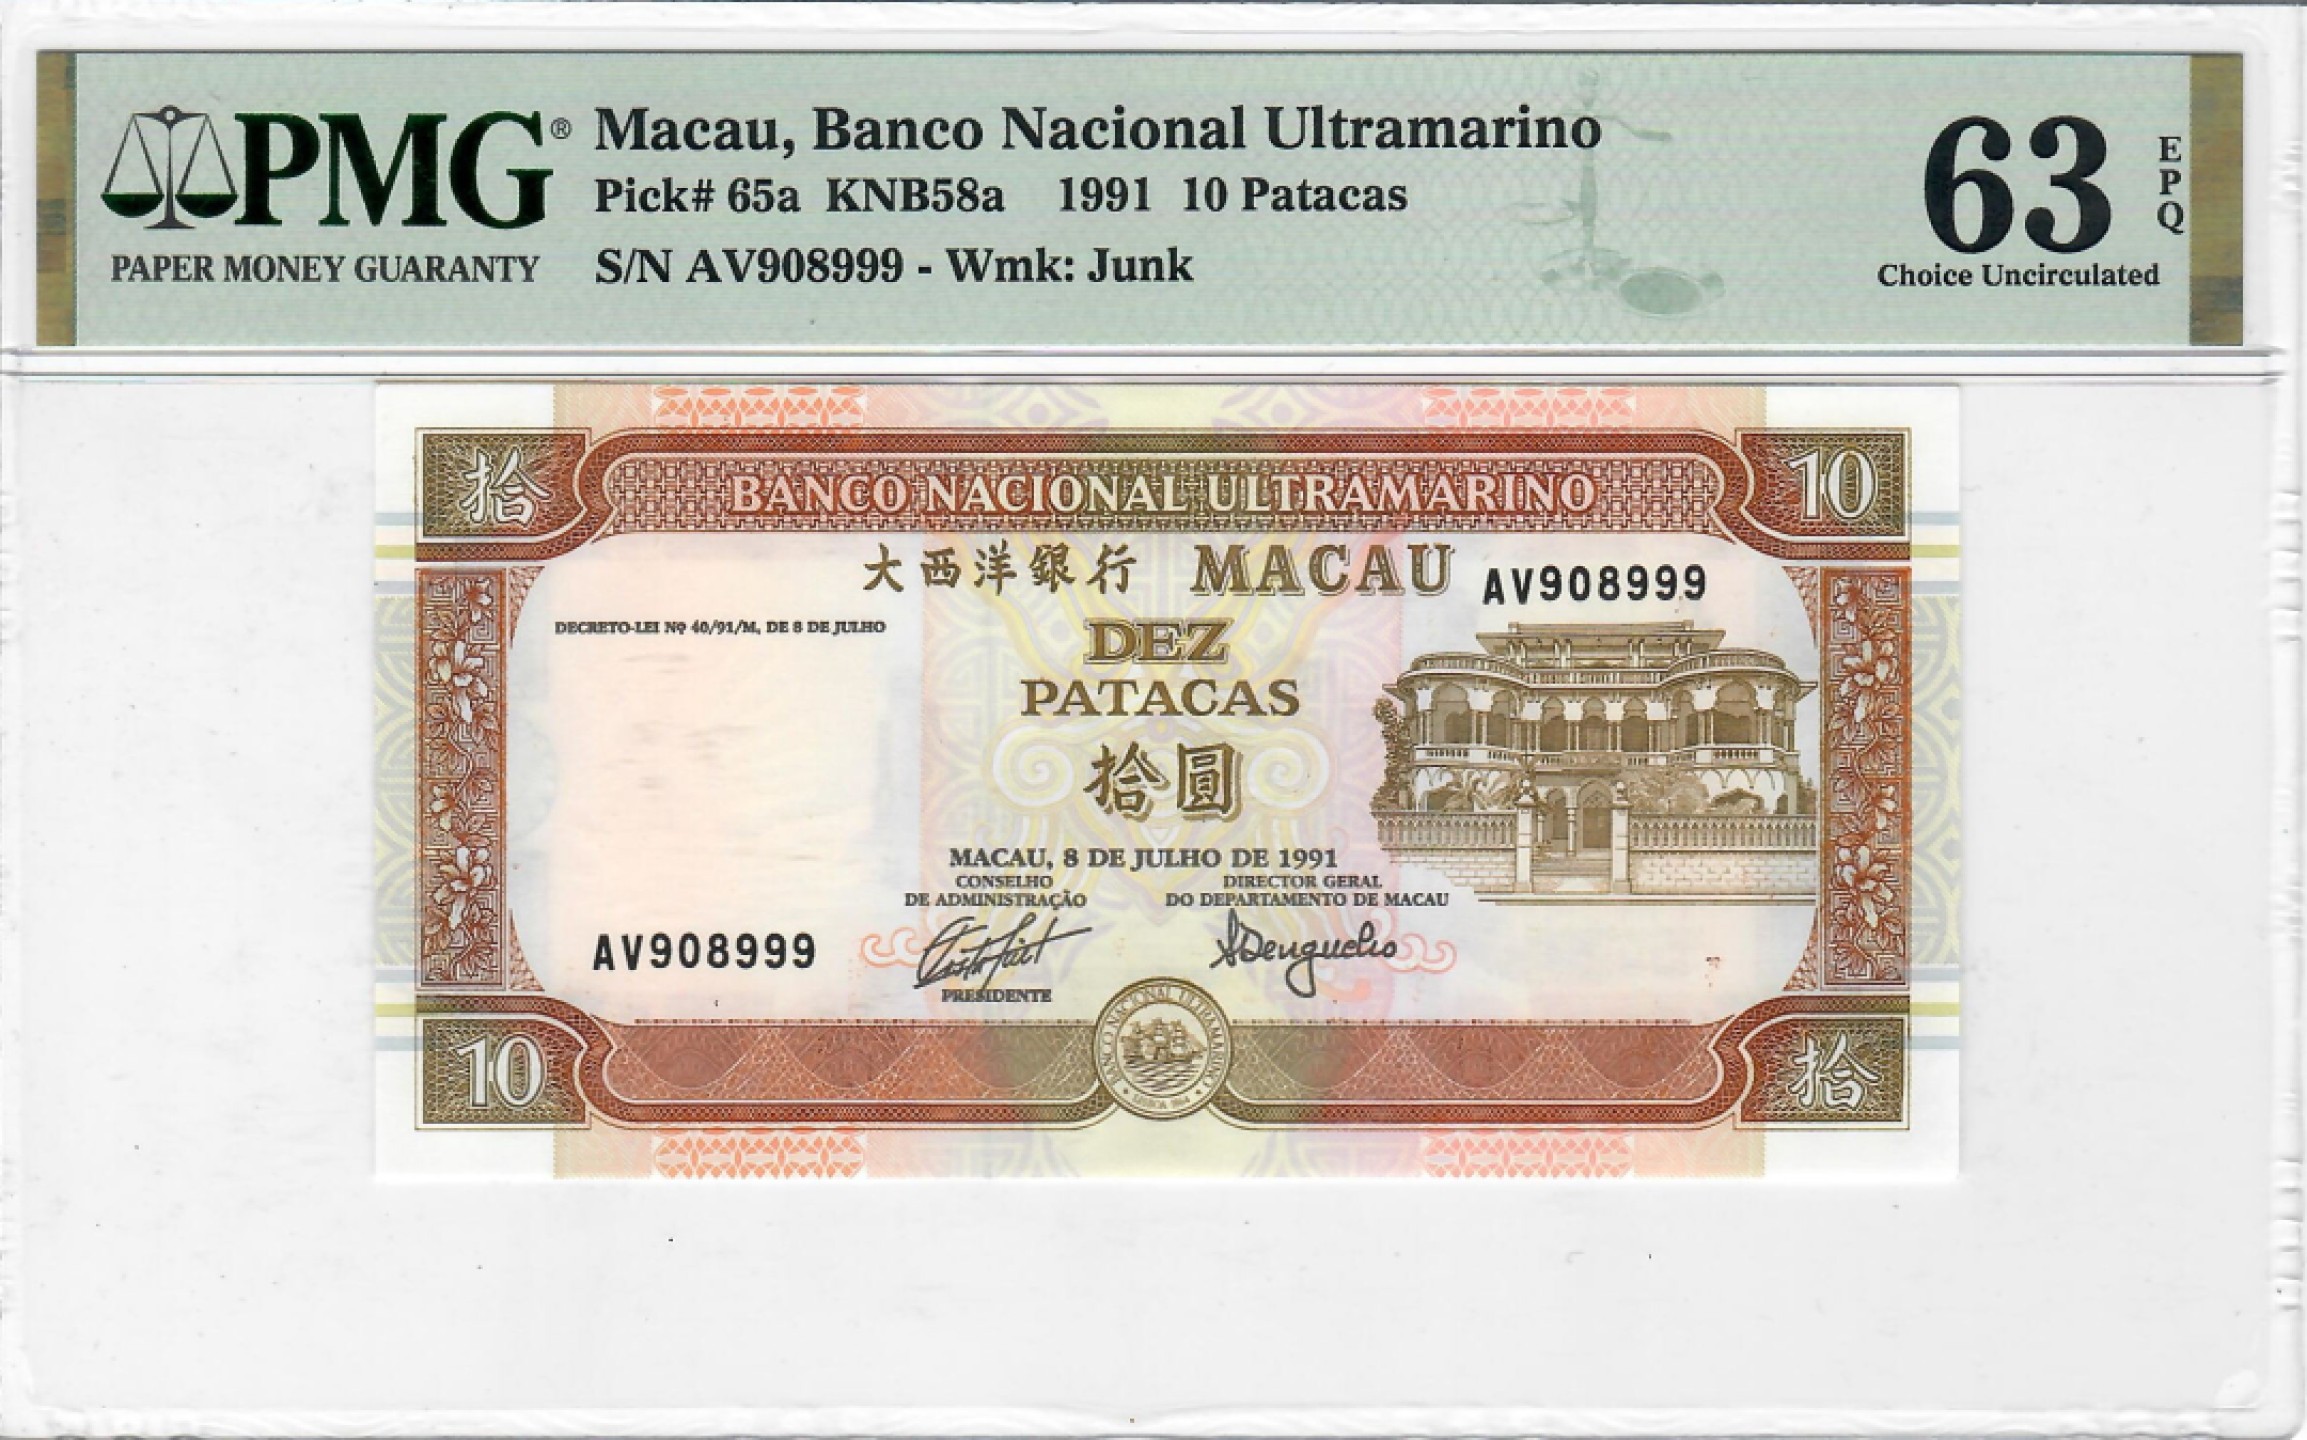 PMG®
PAPER MONEY GUARANTY
Macau, Banco Nacional Ultramarino
Pick# 65a KNB58a 1991 10 Patacas
S/N AV908999 - Wmk: Junk
63
EPQ
Choice Uncirculated
拾
BANCO NACIONAL ULTRAMARINO
10
大西洋銀行 MACAU
AV908999
DECRETO-LEI Nº 40/91/M, DE 8 DE JULHO
DEZ
PATACAS
拾圓
MACAU, 8 DE JULHO DE 1991
CONSELHO
DE ADMINISTRAÇÃO
DIRECTOR GERAL
DO DEPARTAMENTO DE MACAU
AV908999
PRESIDENTE
10
BANCO NACIONAL ULTRAMARINO
LISBOA 1864
拾